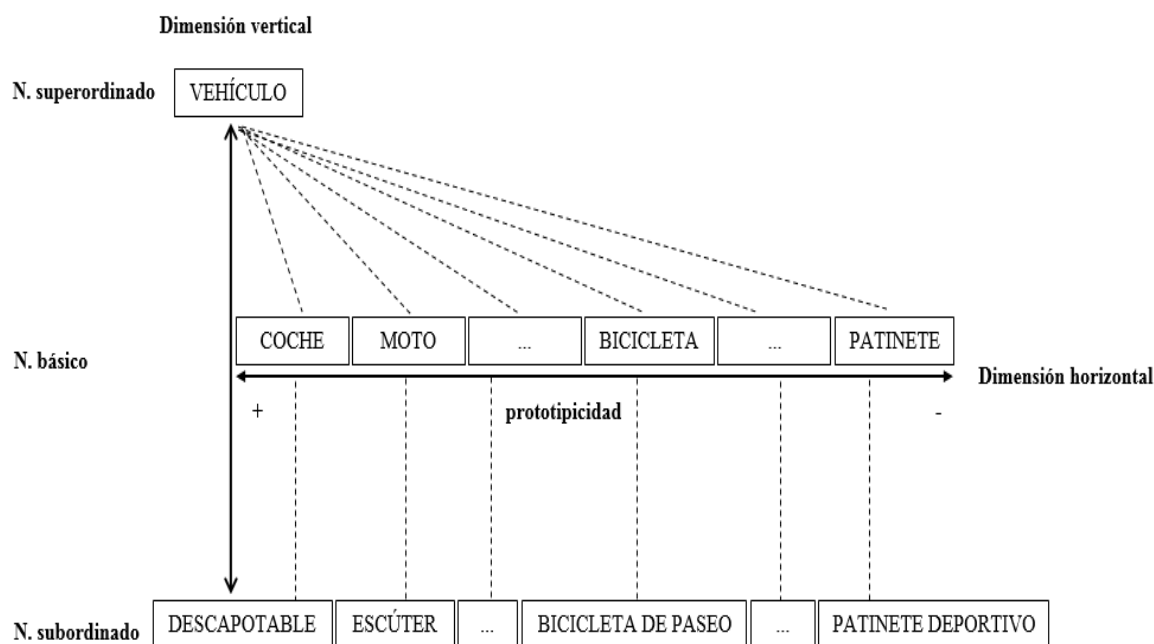 Dimensión vertical
N. superordinado VEHÍCULO
N. básico COCHE MOTO ... BICICLETA ... PATINETE
Dimensión horizontal
+ prototipicidad -
N. subordinado DESCAPOTABLE ESCÚTER ... BICICLETA DE PASEO ... PATINETE DEPORTIVO